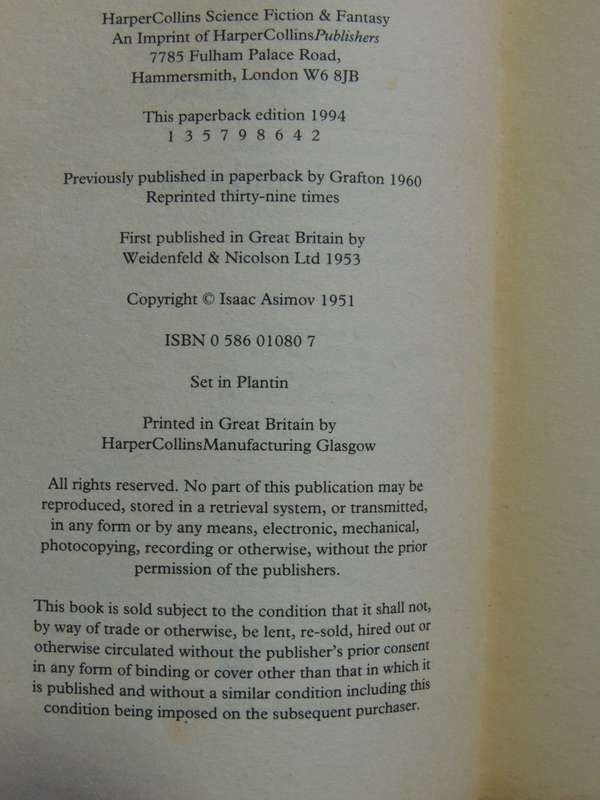 HarperCollins Science Fiction & Fantasy
An Imprint of HarperCollinsPublishers
7785 Fulham Palace Road,
Hammersmith, London W6 8JB
This paperback edition 1994
1 3 5 7 9 8 6 4 2
Previously published in paperback by Grafton 1960
Reprinted thirty-nine times
First published in Great Britain by
Weidenfeld & Nicolson Ltd 1953
Copyright © Isaac Asimov 1951
ISBN 0 586 01080 7
Set in Plantin
Printed in Great Britain by
HarperCollinsManufacturing Glasgow
All rights reserved. No part of this publication may be
reproduced, stored in a retrieval system, or transmitted,
in any form or by any means, electronic, mechanical,
photocopying, recording or otherwise, without the prior
permission of the publishers.
This book is sold subject to the condition that it shall not,
by way of trade or otherwise, be lent, re-sold, hired out or
otherwise circulated without the publisher's prior consent
in any form of binding or cover other than that in which it
is published and without a similar condition including this
condition being imposed on the subsequent purchaser.